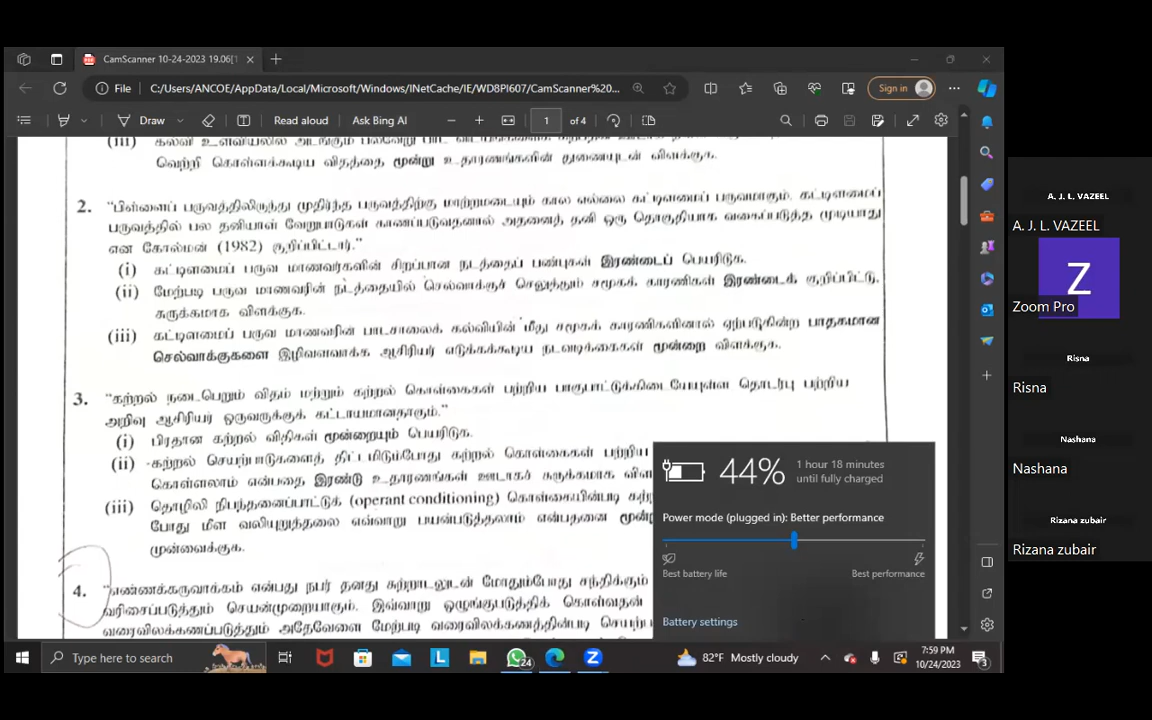 CamScanner 10-24-2023 19.06[1
File
C:/Users/ANCOE/AppData/Local/Microsoft/Windows/INetCache/IE/WD8PI607/CamScanner%20...
Sign in
Draw
Read aloud
Ask Bing AI
1
of 4
(iii) கல்வி உளவியலில் அடங்கும் பல்வேறு பாட
வெற்றி கொள்ளக்கூடிய விதத்தை மூன்று உதாரணங்களின் துணையுடன் விளக்குக.
2. "பிள்ளைப் பருவத்திலிருந்து முதிர்ந்த பருவத்திற்கு மாற்றமடையும் கால எல்லை கட்டிளமைப் பருவமாகும். கட்டிளமைப்
பருவத்தில் பல தனியாள் வேறுபாடுகள் காணப்படுவதனால் அதனைத் தனி ஒரு தொகுதியாக வகைப்படுத்த முடியாது
என கோல்மன் (1982) குறிப்பிட்டார்."
(i) கட்டிளமைப் பருவ மாணவர்களின் சிறப்பான நடத்தைப் பண்புகள் இரண்டைப் பெயரிடுக.
(ii) மேற்படி பருவ மாணவரின் நடத்தையில் செல்வாக்குச் செலுத்தும் சமூகக் காரணிகள் இரண்டைக் குறிப்பிட்டு,
சுருக்கமாக விளக்குக.
(iii) கட்டிளமைப் பருவ மாணவரின் பாடசாலைக் கல்வியின் மீது சமூகக் காரணிகளினால் ஏற்படுகின்ற பாதகமான
செல்வாக்குகளை இழிவளவாக்க ஆசிரியர் எடுக்கக்கூடிய நடவடிக்கைகள் மூன்றை விளக்குக.
3. "கற்றல் நடைபெறும் விதம் மற்றும் கற்றல் கொள்கைகள் பற்றிய பாகுபாட்டுக்கிடையேயுள்ள தொடர்பு பற்றிய
அறிவு ஆசிரியர் ஒருவருக்குக் கட்டாயமானதாகும்."
(i) பிரதான கற்றல் விதிகள் மூன்றையும் பெயரிடுக.
(ii) கற்றல் செயற்பாடுகளைத் திட்டமிடும்போது கற்றல் கொள்கைகள் பற்றிய
கொள்ளலாம் என்பதை இரண்டு உதாரணங்கள் ஊடாகச் சுருக்கமாக விள
(iii) தொழிலி நிபந்தனைப்பாட்டுக் (operant conditioning) கொள்கையின்படி கற்
போது மீள வலியுறுத்தலை எவ்வாறு பயன்படுத்தலாம் என்பதனை மூன்
முன்வைக்குக.
4. "எண்ணக்கருவாக்கம் என்பது நபர் தனது சுற்றாடலுடன் மோதும்போது சந்திக்கும்
வரிசைப்படுத்தும் செயன்முறையாகும். இவ்வாறு ஒழுங்குபடுத்திக் கொள்வதன்
வரைவிலக்கணப்படுத்தும் அதேவேளை மேற்படி வரைவிலக்கணத்தின்படி செயற்ப
44%
1 hour 18 minutes
until fully charged
Power mode (plugged in): Better performance
Best battery life
Best performance
Battery settings
A. J. L. VAZEEL
A. J. L. VAZEEL
Z
Zoom Pro
Risna
Risna
Nashana
Nashana
Rizana zubair
Rizana zubair
Type here to search
L
24
82°F Mostly cloudy
7:59 PM
10/24/2023
3